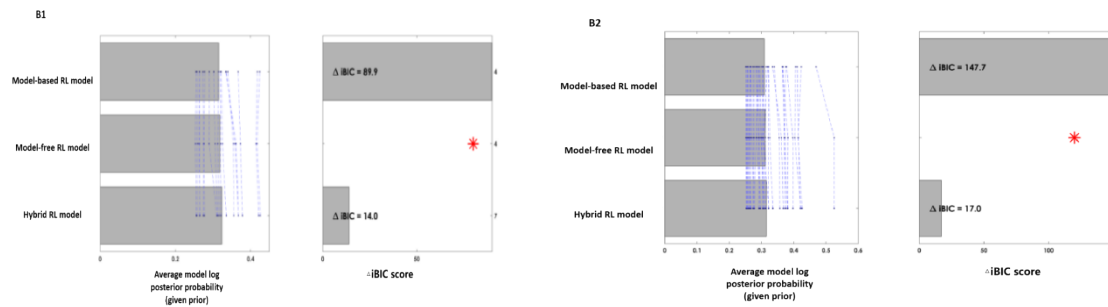 B1
Model-based RL model
Model-free RL model
Hybrid RL model
0
0.2
0.4
Average model log
posterior probability
(given prior)
Δ iBIC = 89.9
Δ iBIC = 14.0
0
50
△iBIC score
B2
Model-based RL model
Model-free RL model
Hybrid RL model
0
0.1
0.2
0.3
0.4
0.5
0.6
Average model log
posterior probability
(given prior)
Δ iBIC = 147.7
Δ iBIC = 17.0
0
50
100
△iBIC score